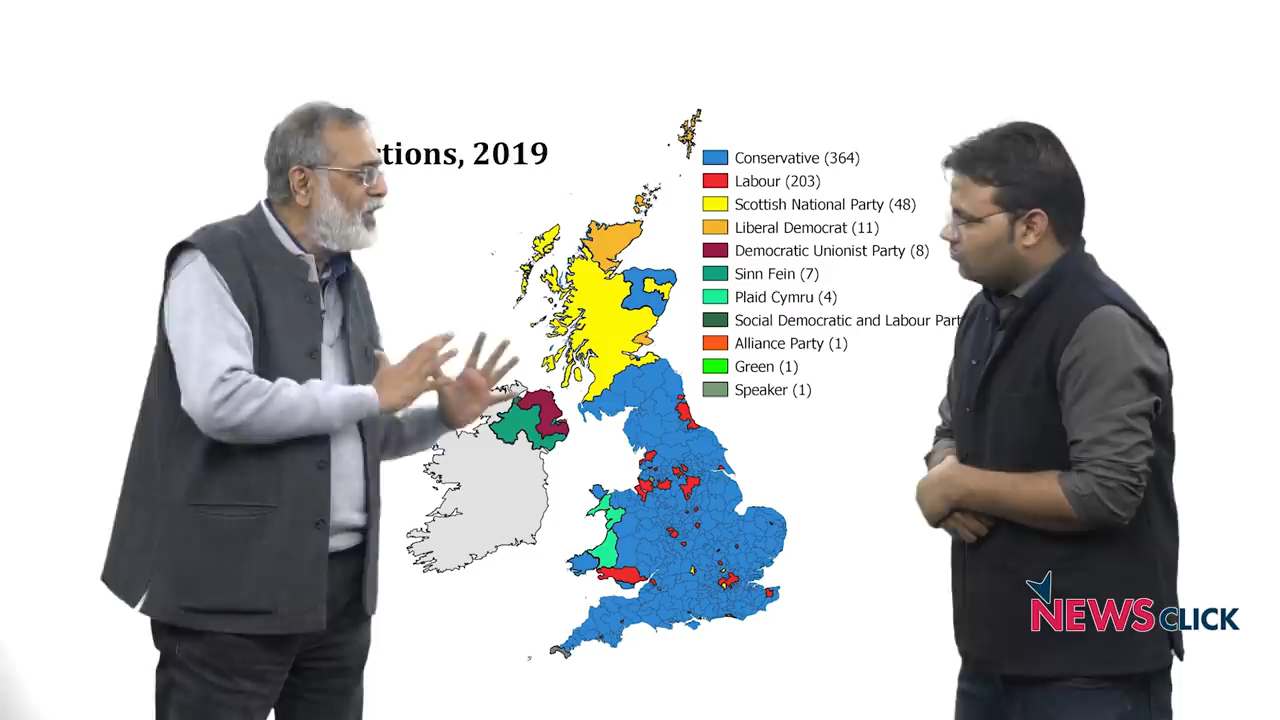 ctions, 2019
Conservative (364)
Labour (203)
Scottish National Party (48)
Liberal Democrat (11)
Democratic Unionist Party (8)
Sinn Fein (7)
Plaid Cymru (4)
Social Democratic and Labour Part
Alliance Party (1)
Green (1)
Speaker (1)
NEWSCLICK